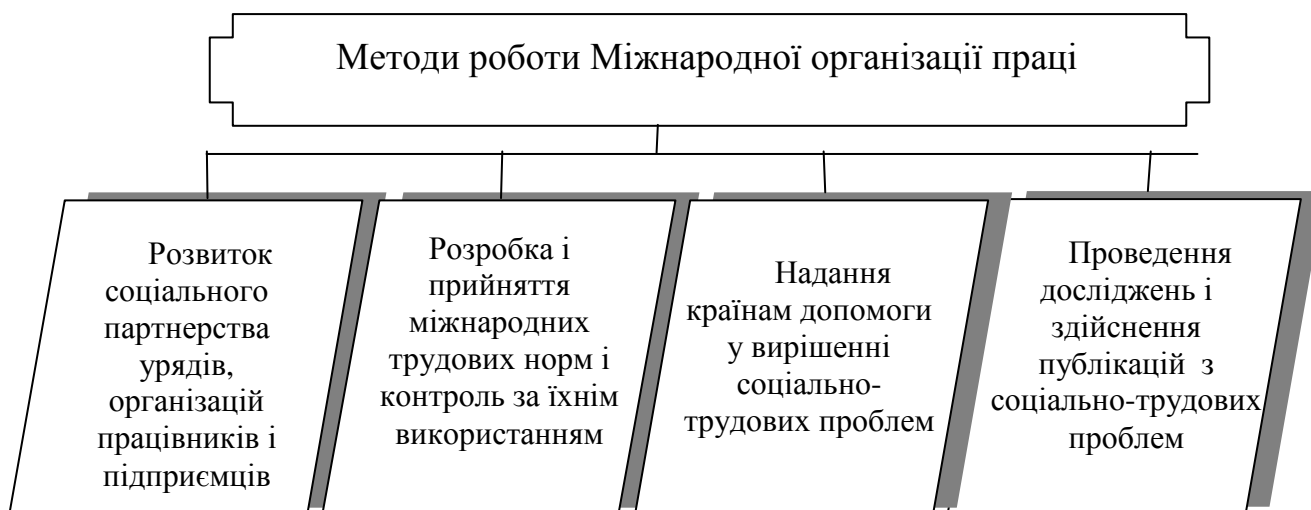 Методи роботи Міжнародної організації праці
Розвиток
соціального
партнерства
урядів,
організацій
працівників і
підприємців
Розробка і
прийняття
міжнародних
трудових норм і
контроль за їхнім
використанням
Надання
країнам допомоги
у вирішенні
соціально-
трудових проблем
Проведення
досліджень і
здійснення
публікацій з
соціально-трудових
проблем